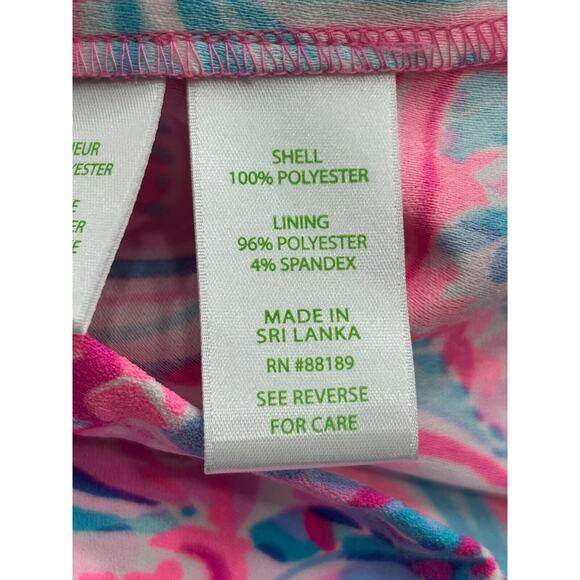 SHELL
100% POLYESTER
LINING
96% POLYESTER
4% SPANDEX
MADE IN
SRI LANKA
RN #88189
SEE REVERSE
FOR CARE